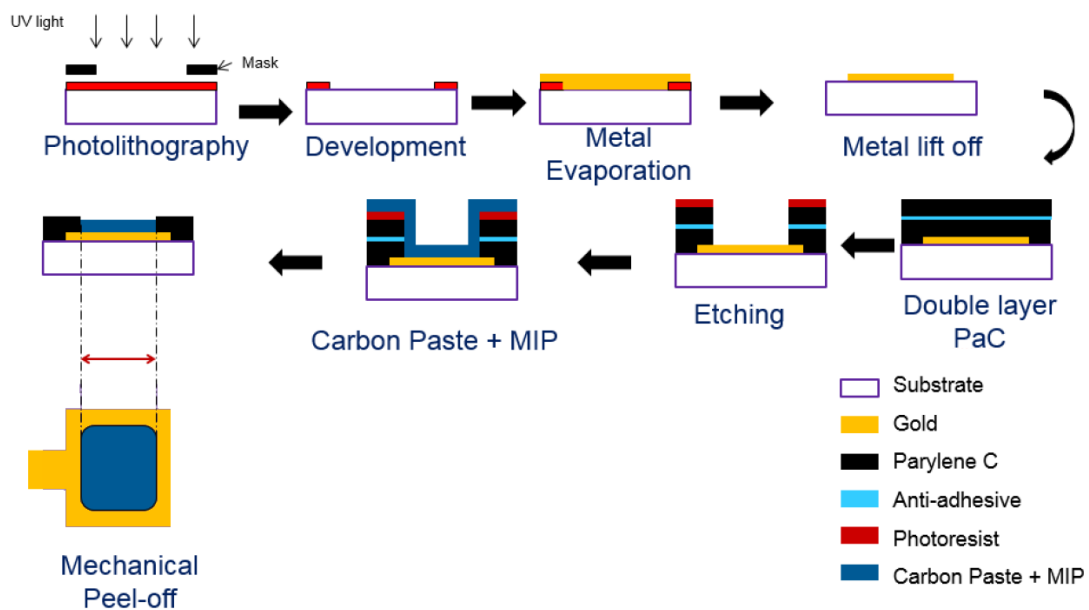 UV light
Mask
Photolithography
Development
Metal
Evaporation
Metal lift off
Double layer
PaC
Etching
Carbon Paste + MIP
Mechanical
Peel-off
Substrate
Gold
Parylene C
Anti-adhesive
Photoresist
Carbon Paste + MIP